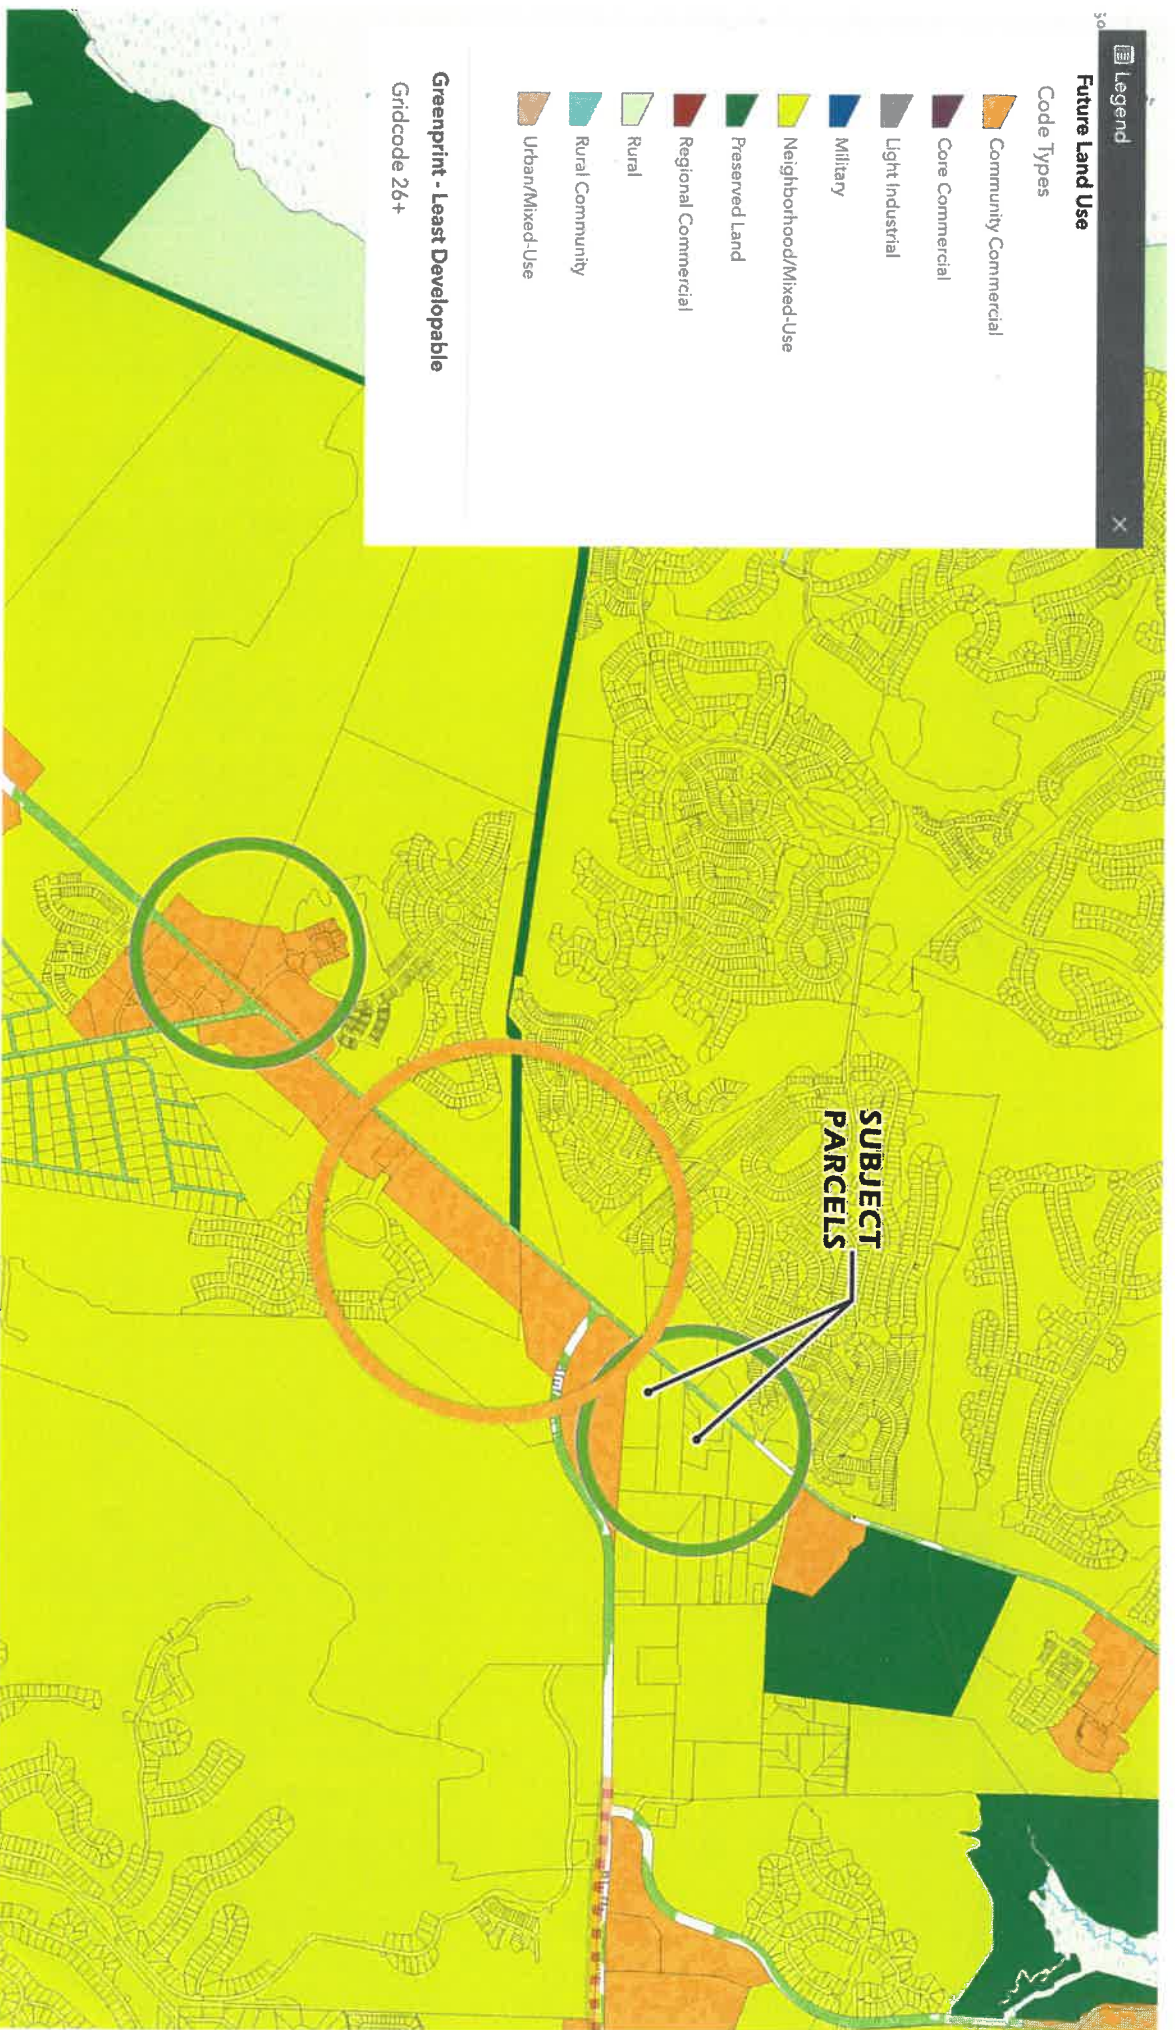 Legend
Future Land Use
Code Types
Community Commercial
Core Commercial
Light Industrial
Military
Neighborhood/Mixed-Use
Preserved Land
Regional Commercial
Rural
Rural Community
Urban/Mixed-Use
Greenprint - Least Developable
Gridcode 26+
SUBJECT
PARCELS